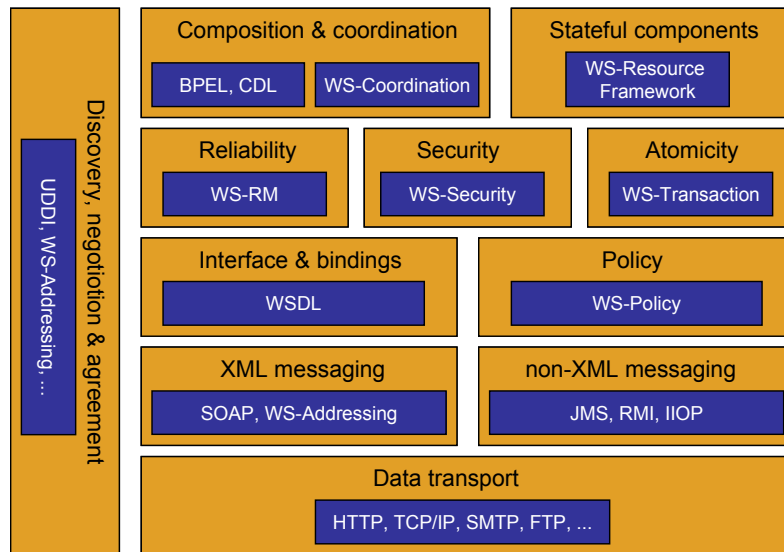 Composition & coordination
BPEL, CDL
WS-Coordination
Stateful components
WS-Resource
Framework
Discovery, negotiotion & agreement
UDDI, WS-Addressing, ...
Reliability
WS-RM
Security
WS-Security
Atomicity
WS-Transaction
Interface & bindings
WSDL
Policy
WS-Policy
XML messaging
SOAP, WS-Addressing
non-XML messaging
JMS, RMI, IIOP
Data transport
HTTP, TCP/IP, SMTP, FTP, ...